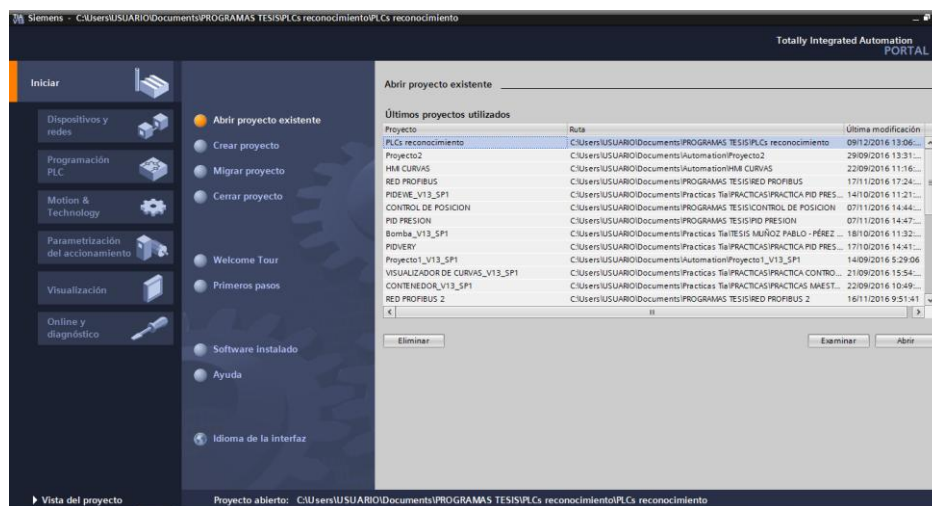 Siemens - C:\Users\USUARIO\Documents\PROGRAMAS TESIS\PLCs reconocimiento\PLCs reconocimiento
Totally Integrated Automation
PORTAL
Iniciar
Dispositivos y
redes
Programación
PLC
Motion &
Technology
Parametrización
del accionamiento
Visualización
Online y
diagnóstico
Abrir proyecto existente
Crear proyecto
Migrar proyecto
Cerrar proyecto
Welcome Tour
Primeros pasos
Software instalado
Ayuda
Idioma de la interfaz
Abrir proyecto existente
Últimos proyectos utilizados
Proyecto Ruta Última modificación
PLCs reconocimiento C:\Users\USUARIO\Documents\PROGRAMAS TESIS\PLCs reconocimiento 09/12/2016 13:06:...
Proyecto2 C:\Users\USUARIO\Documents\Automation\Proyecto2 29/09/2016 13:31:...
HMI CURVAS C:\Users\USUARIO\Documents\Automation\HMI CURVAS 22/09/2016 11:16:...
RED PROFIBUS C:\Users\USUARIO\Documents\PROGRAMAS TESIS\RED PROFIBUS 17/11/2016 17:24:...
PIDEWE_V13_SP1 C:\Users\USUARIO\Documents\Practicas Tia\PRACTICAS\PRACTICA PID PRES... 14/10/2016 11:21:...
CONTROL DE POSICION C:\Users\USUARIO\Documents\PROGRAMAS TESIS\CONTROL DE POSICION 07/11/2016 14:44:...
PID PRESION C:\Users\USUARIO\Documents\PROGRAMAS TESIS\PID PRESION 07/11/2016 14:47:...
Bomba_V13_SP1 C:\Users\USUARIO\Documents\Practicas Tia\TESIS MUÑOZ PABLO - PÉREZ ... 18/10/2016 11:32:...
PIDVERY C:\Users\USUARIO\Documents\Practicas Tia\PRACTICAS\PRACTICA PID PRES... 17/10/2016 14:41:...
Proyecto1_V13_SP1 C:\Users\USUARIO\Documents\Automation\Proyecto1_V13_SP1 14/09/2016 5:29:06
VISUALIZADOR DE CURVAS_V13_SP1 C:\Users\USUARIO\Documents\Practicas Tia\PRACTICAS\PRACTICA CONTRO... 21/09/2016 15:54:...
CONTENEDOR_V13_SP1 C:\Users\USUARIO\Documents\Practicas Tia\PRACTICAS\PRACTICAS MAEST... 22/09/2016 10:49:...
RED PROFIBUS 2 C:\Users\USUARIO\Documents\PROGRAMAS TESIS\RED PROFIBUS 2 16/11/2016 9:51:41
Eliminar Examinar Abrir
Vista del proyecto Proyecto abierto: C:\Users\USUARIO\Documents\PROGRAMAS TESIS\PLCs reconocimiento\PLCs reconocimiento